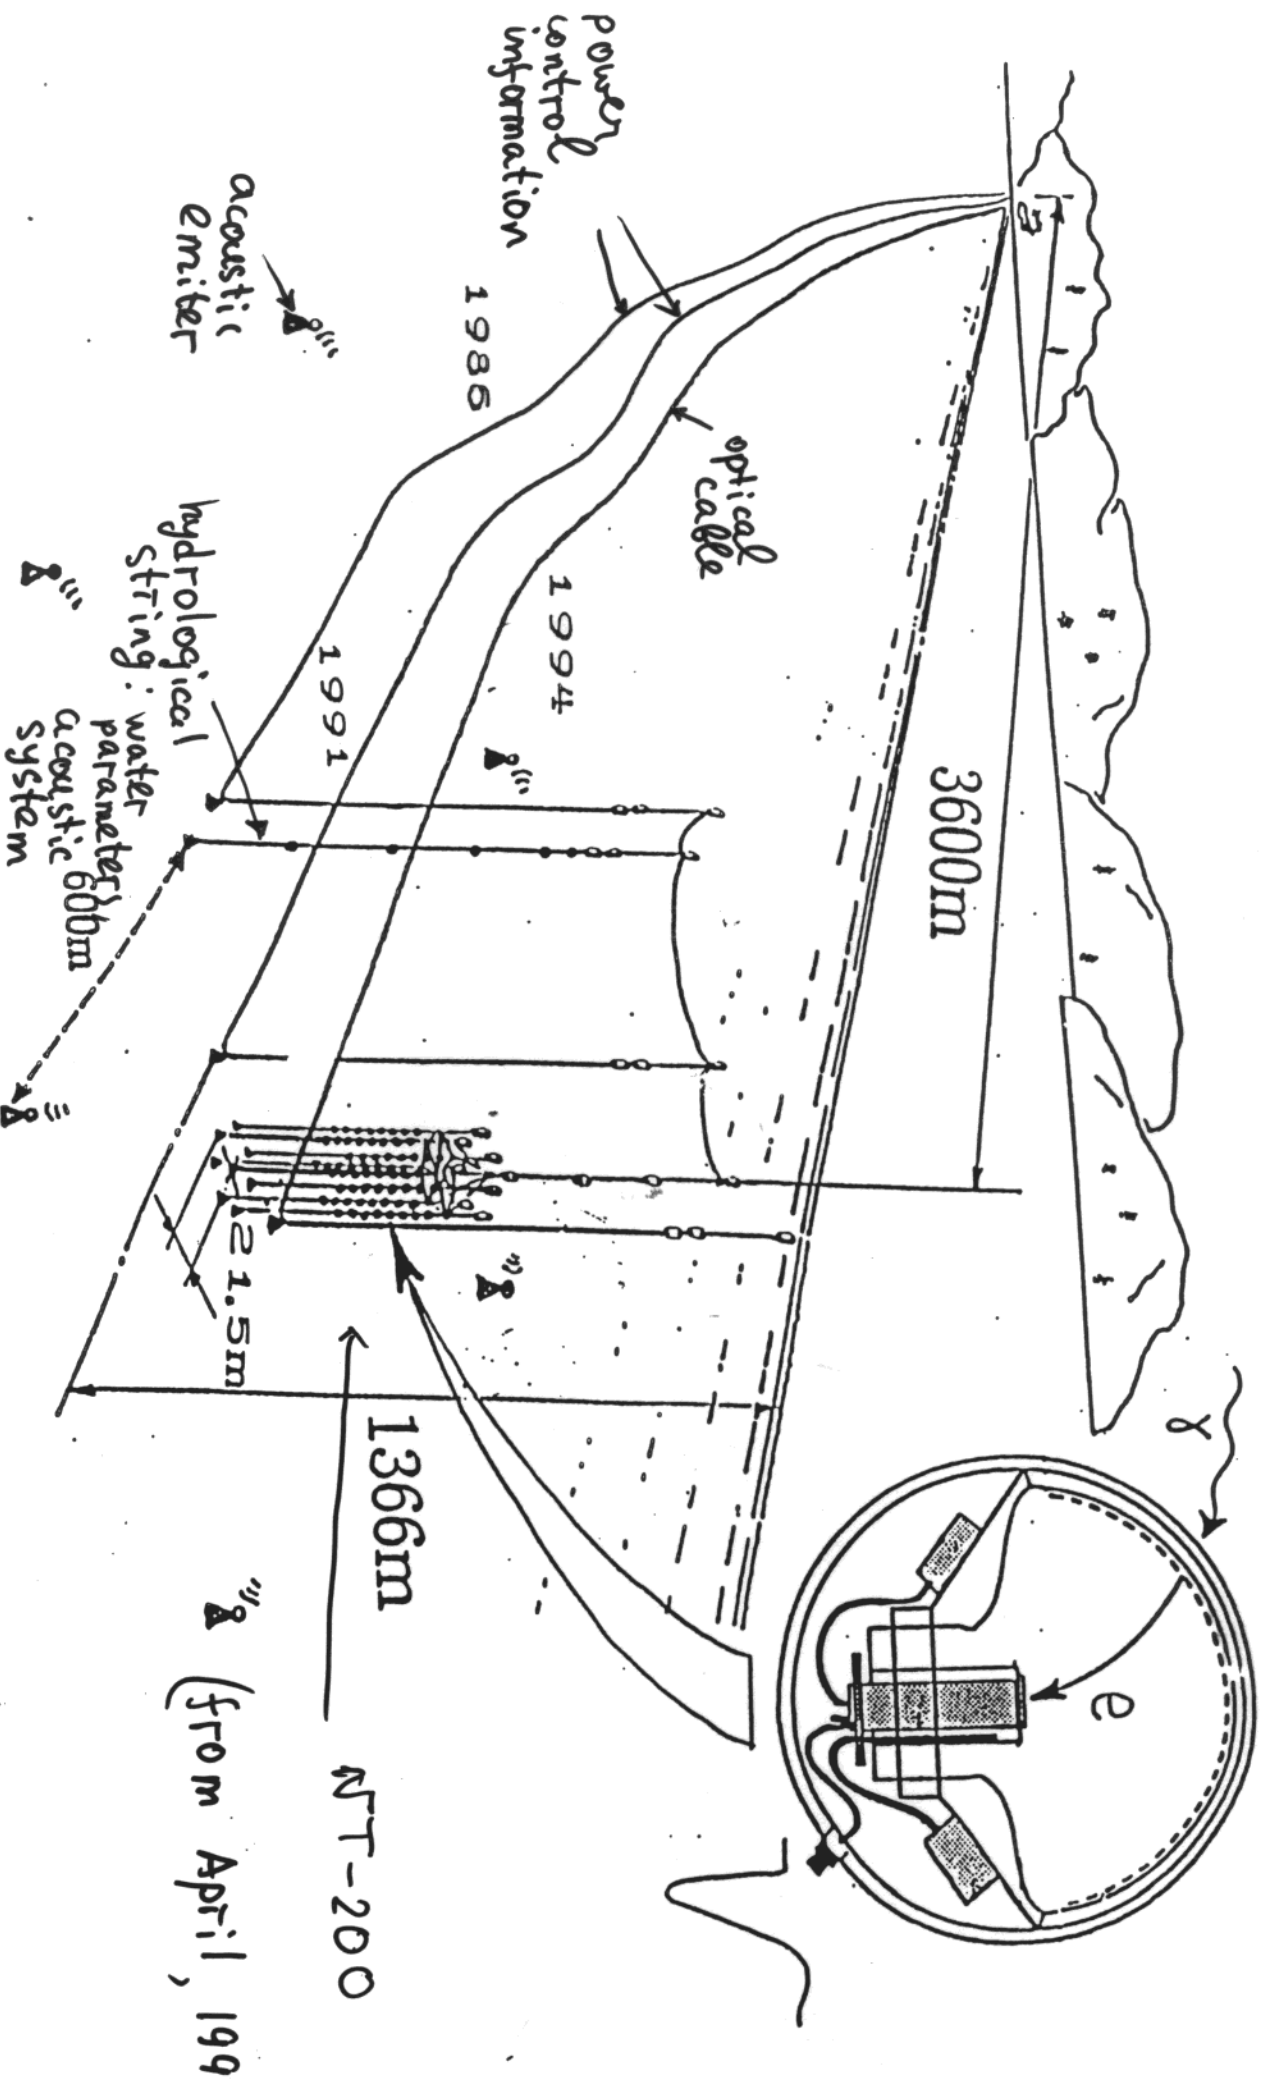 power
control
information
acoustic
emiter
1986
optical
cable
1994
1991
3600m
hydrological
string: water
parameters
acoustic
system
600m
21.5m
1366m
γ
e
NT-200
(from April, 199